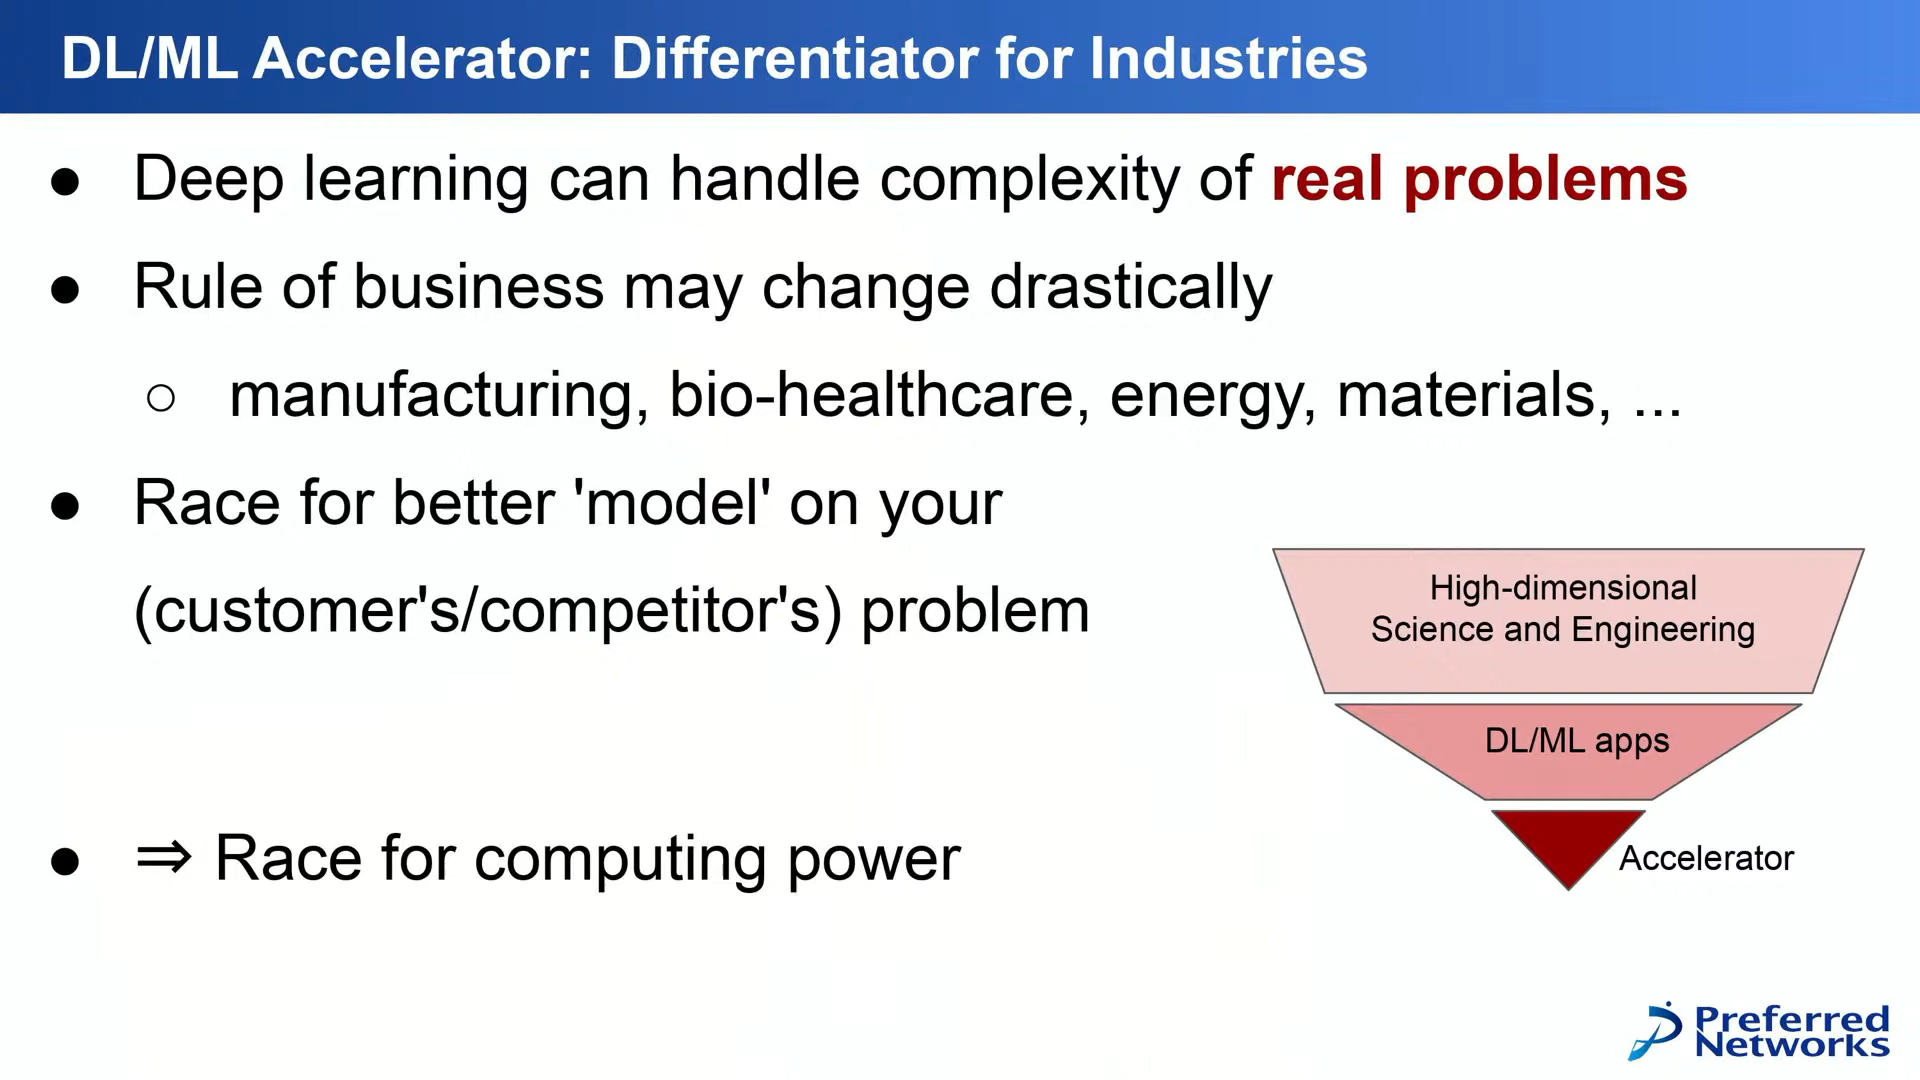 DL/ML Accelerator: Differentiator for Industries
● Deep learning can handle complexity of real problems
● Rule of business may change drastically
○ manufacturing, bio-healthcare, energy, materials, ...
● Race for better 'model' on your
(customer's/competitor's) problem
● ⇒ Race for computing power
High-dimensional
Science and Engineering
DL/ML apps
Accelerator
Preferred
Networks